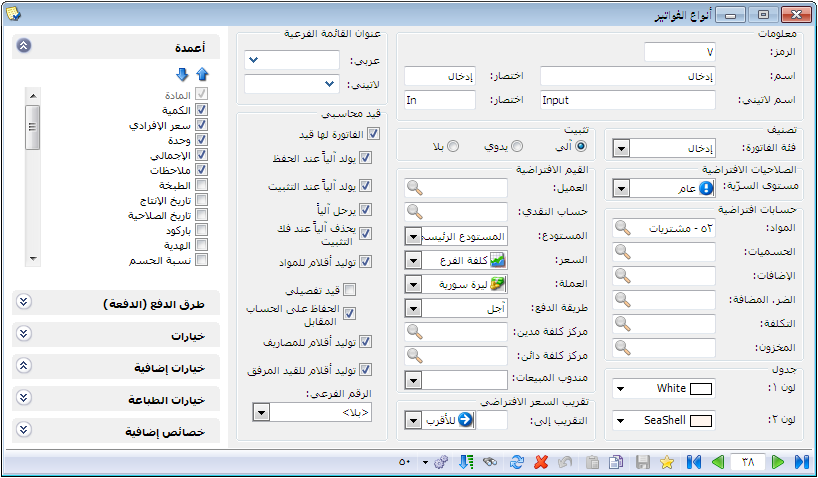 أنواع الفواتير
معلومات
الرمز: ٧
اسم: إدخال اختصار: إدخال
اسم لاتيني: Input اختصار: In
تصنيف
فئة الفاتورة: إدخال
الصلاحيات الافتراضية
مستوى السرّية: عام
حسابات افتراضية
المواد: ٥٢ - مشتريات
الحسميات:
الإضافات:
الضر. المضافة:
التكلفة:
المخزون:
جدول
لون ١: White
لون ٢: SeaShell
تثبيت
آلي يدوي بلا
القيم الافتراضية
العميل:
حساب النقدي:
المستودع: المستودع الرئيسي
السعر: كلفة الفرع
العملة: ليرة سورية
طريقة الدفع: آجل
مركز كلفة مدين:
مركز كلفة دائن:
مندوب المبيعات:
تقريب السعر الافتراضي
التقريب إلى: للأقرب
عنوان القائمة الفرعية
عربي:
لاتيني:
قيد محاسبي
الفاتورة لها قيد
يولد آلياً عند الحفظ
يولد آلياً عند التثبيت
يرحل آلياً
يحذف آلياً عند فك
التثبيت
توليد أقلام للمواد
قيد تفصيلي
الحفاظ على الحساب
المقابل
توليد أقلام للمصاريف
توليد أقلام للقيد المرفق
الرقم الفرعي:
<بلا>
أعمدة
المادة
الكمية
سعر الإفرادي
وحدة
الإجمالي
ملاحظات
الطبخة
تاريخ الإنتاج
تاريخ الصلاحية
باركود
الهدية
نسبة الحسم
طرق الدفع (الدفعة)
خيارات
خيارات إضافية
خيارات الطباعة
خصائص إضافية
٣٨
٥٠